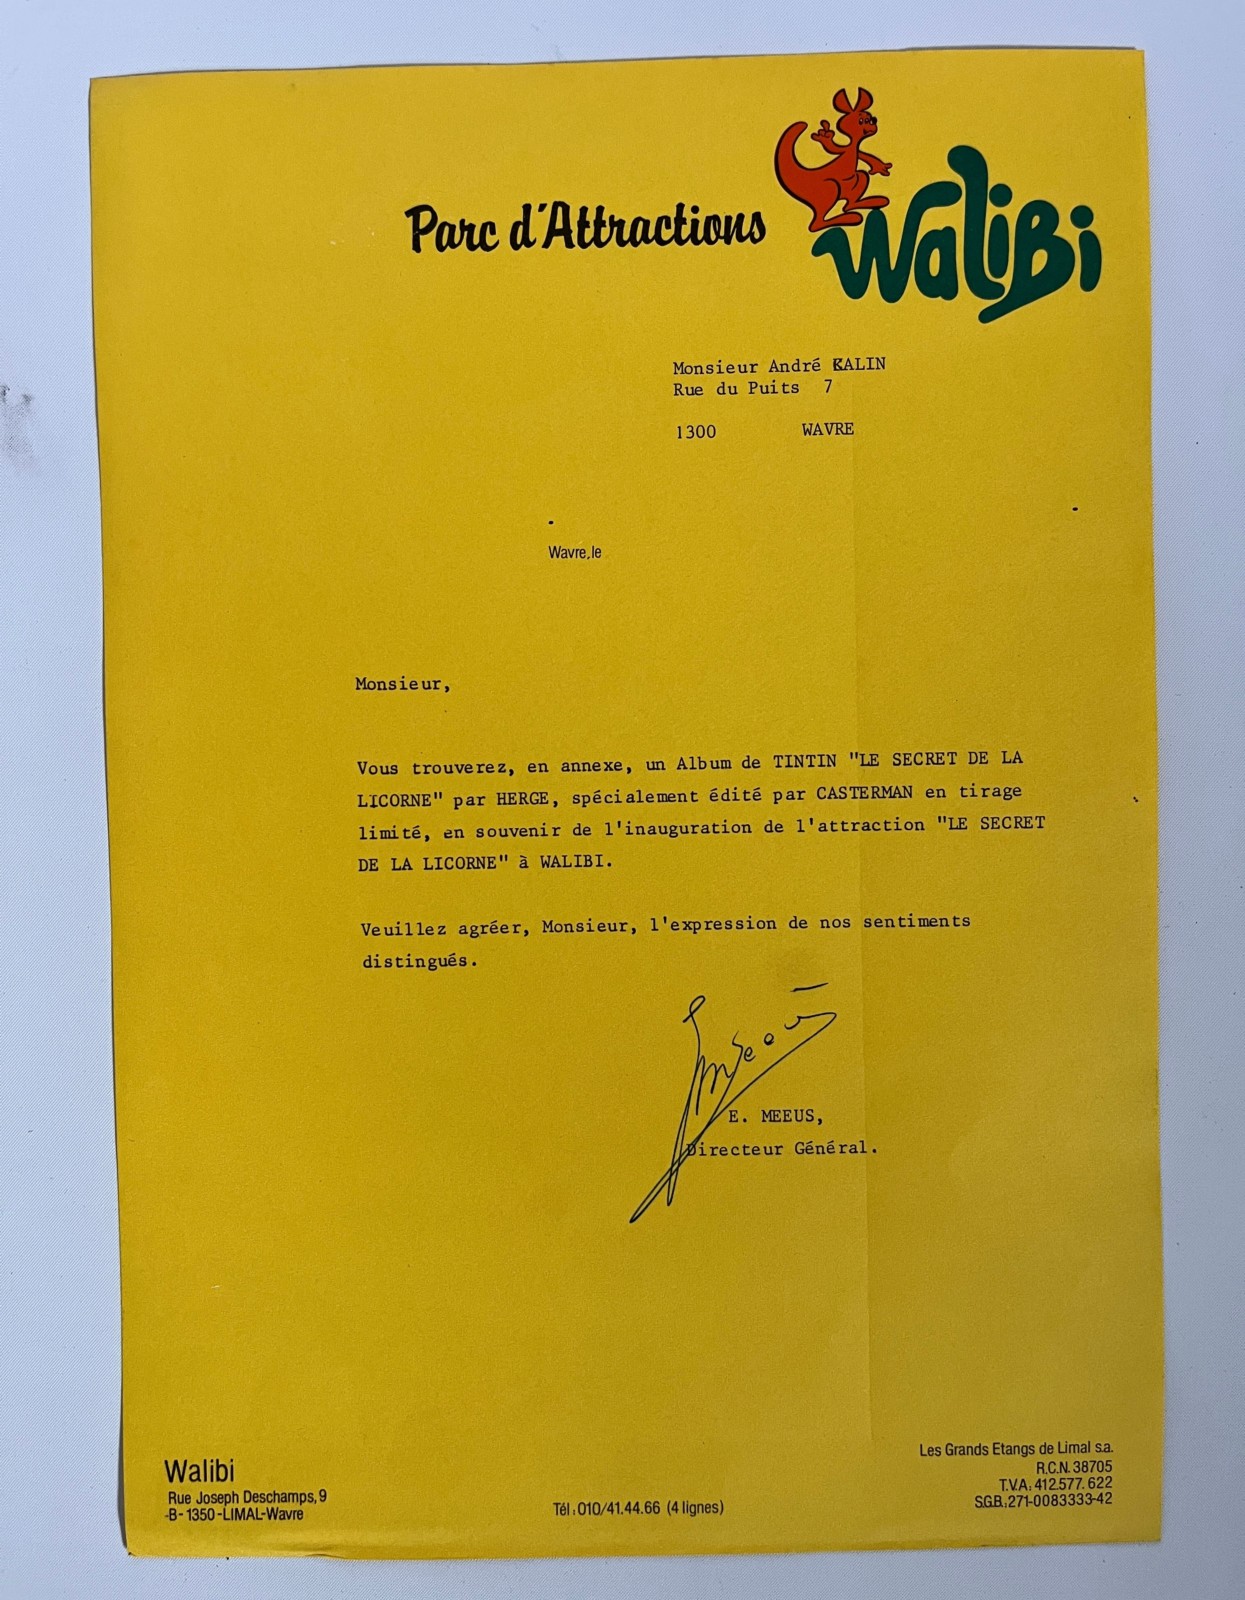 Parc d'Attractions
Walibi
Monsieur André KALIN
Rue du Puits 7
1300 WAVRE
Wavre,le
Monsieur,
Vous trouverez, en annexe, un Album de TINTIN "LE SECRET DE LA
LICORNE" par HERGE, spécialement édité par CASTERMAN en tirage
limité, en souvenir de l'inauguration de l'attraction "LE SECRET
DE LA LICORNE" à WALIBI.
Veuillez agréer, Monsieur, l'expression de nos sentiments
distingués.
E. MEEUS,
Directeur Général.
Walibi
Rue Joseph Deschamps,9
-B-1350-LIMAL-Wavre
Tél:010/41.44.66 (4 lignes)
Les Grands Etangs de Limal s.a.
R.C.N. 38705
T.V.A. 412.577.622
S.G.B.:271-0083333-42